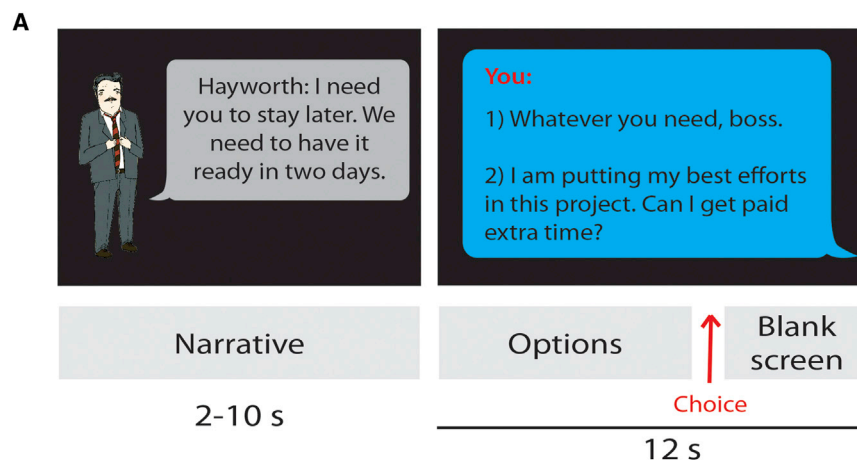 A
Hayworth: I need
you to stay later. We
need to have it
ready in two days.
You:
1) Whatever you need, boss.
2) I am putting my best efforts
in this project. Can I get paid
extra time?
Narrative
Options
Blank
screen
Choice
2-10 s
12 s